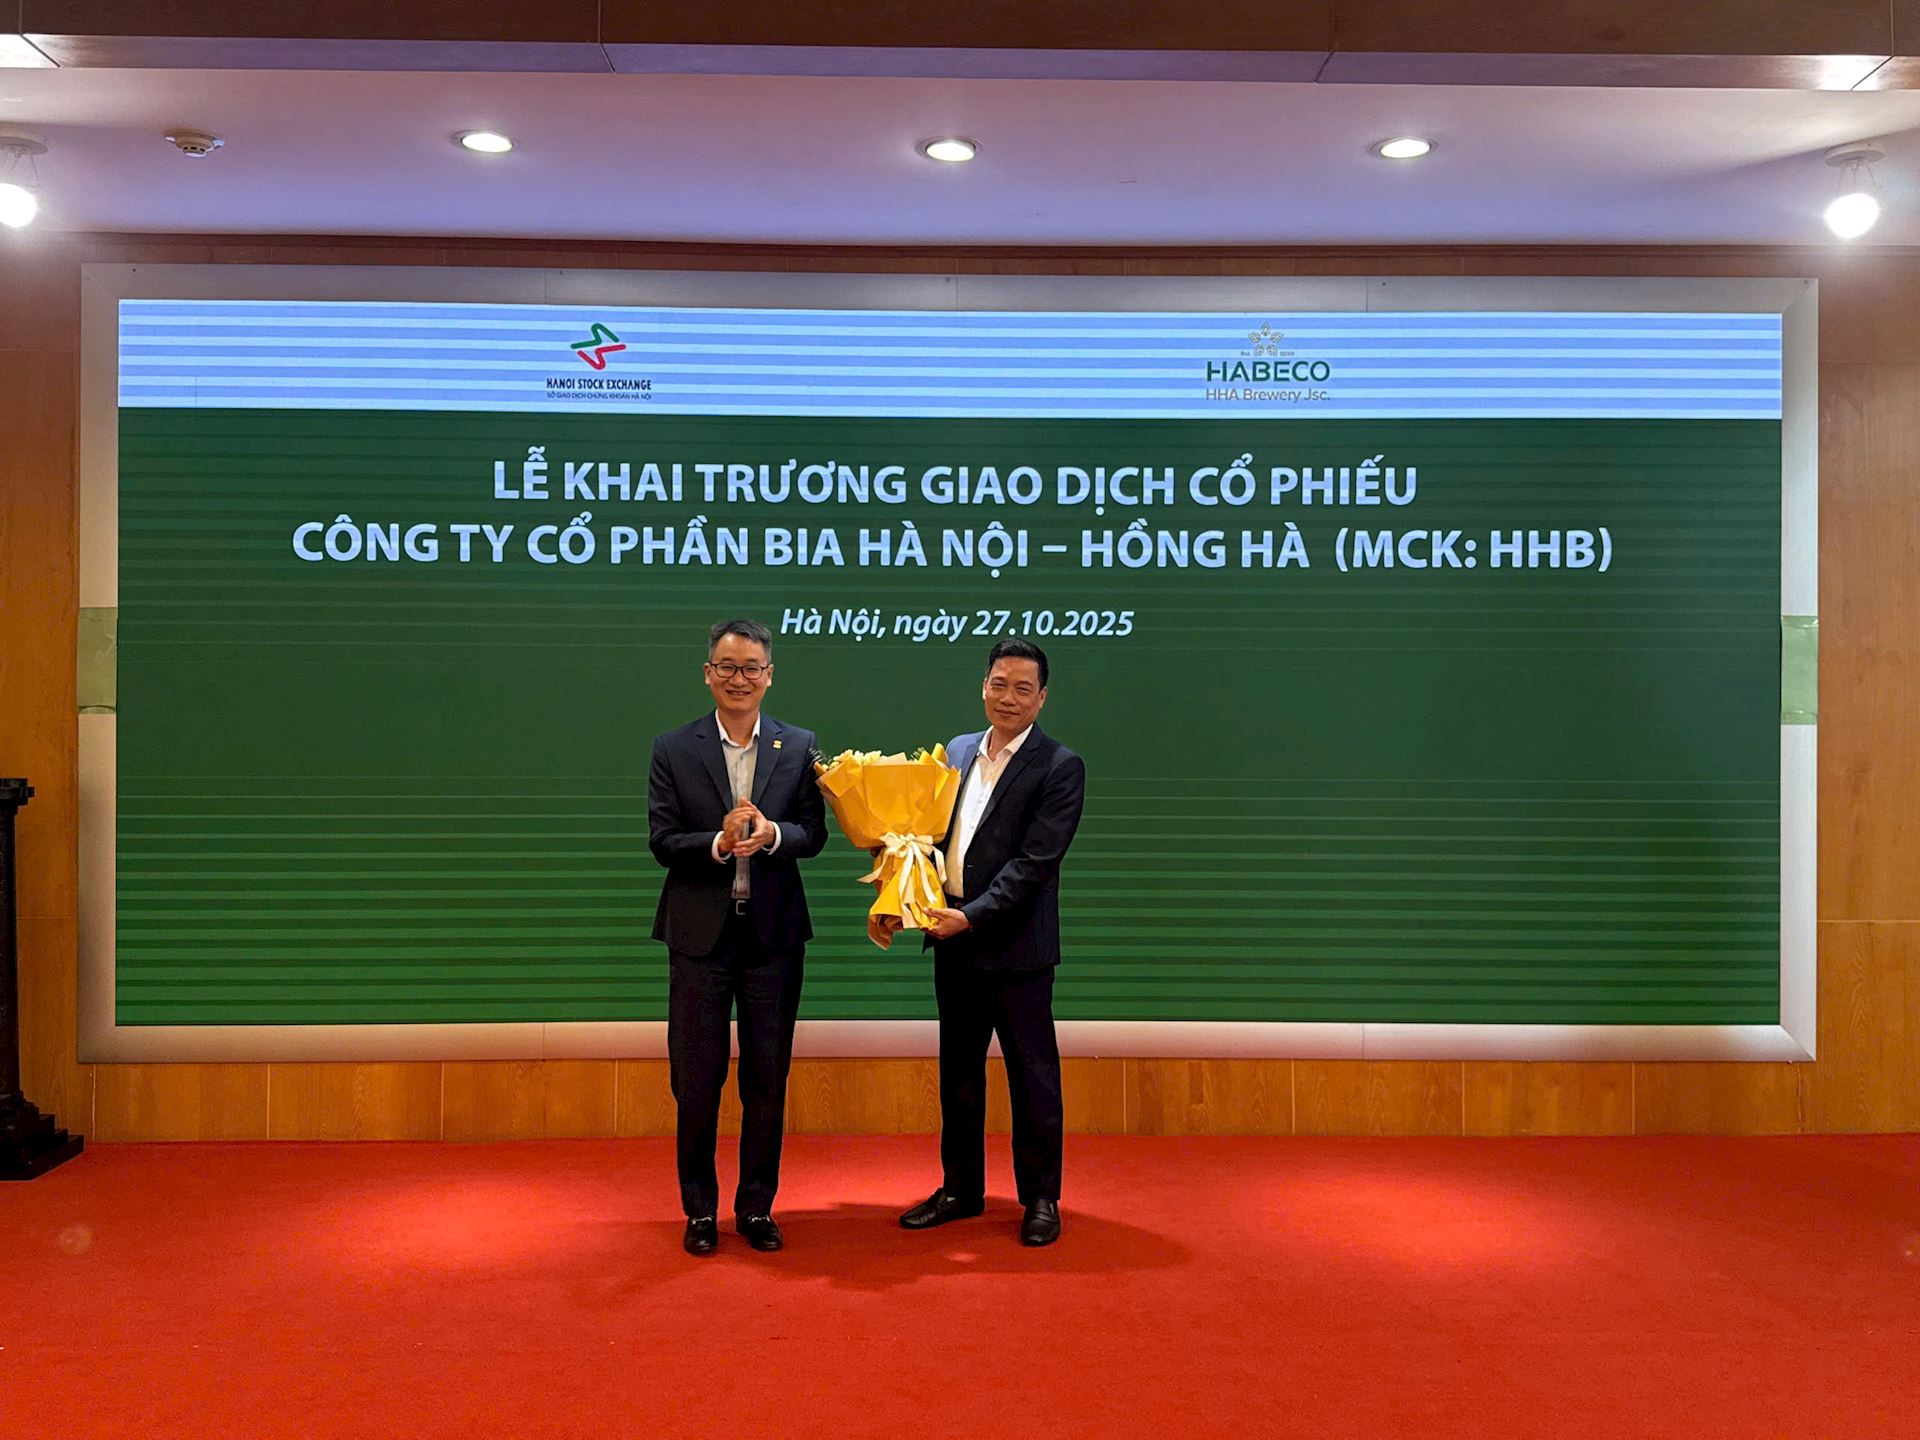 HANOI STOCK EXCHANGE
SỞ GIAO DỊCH CHỨNG KHOÁN HÀ NỘI
HABECO
HHA Brewery Jsc.
LỄ KHAI TRƯƠNG GIAO DỊCH CỔ PHIẾU
CÔNG TY CỔ PHẦN BIA HÀ NỘI – HỒNG HÀ (MCK: HHB)
Hà Nội, ngày 27.10.2025